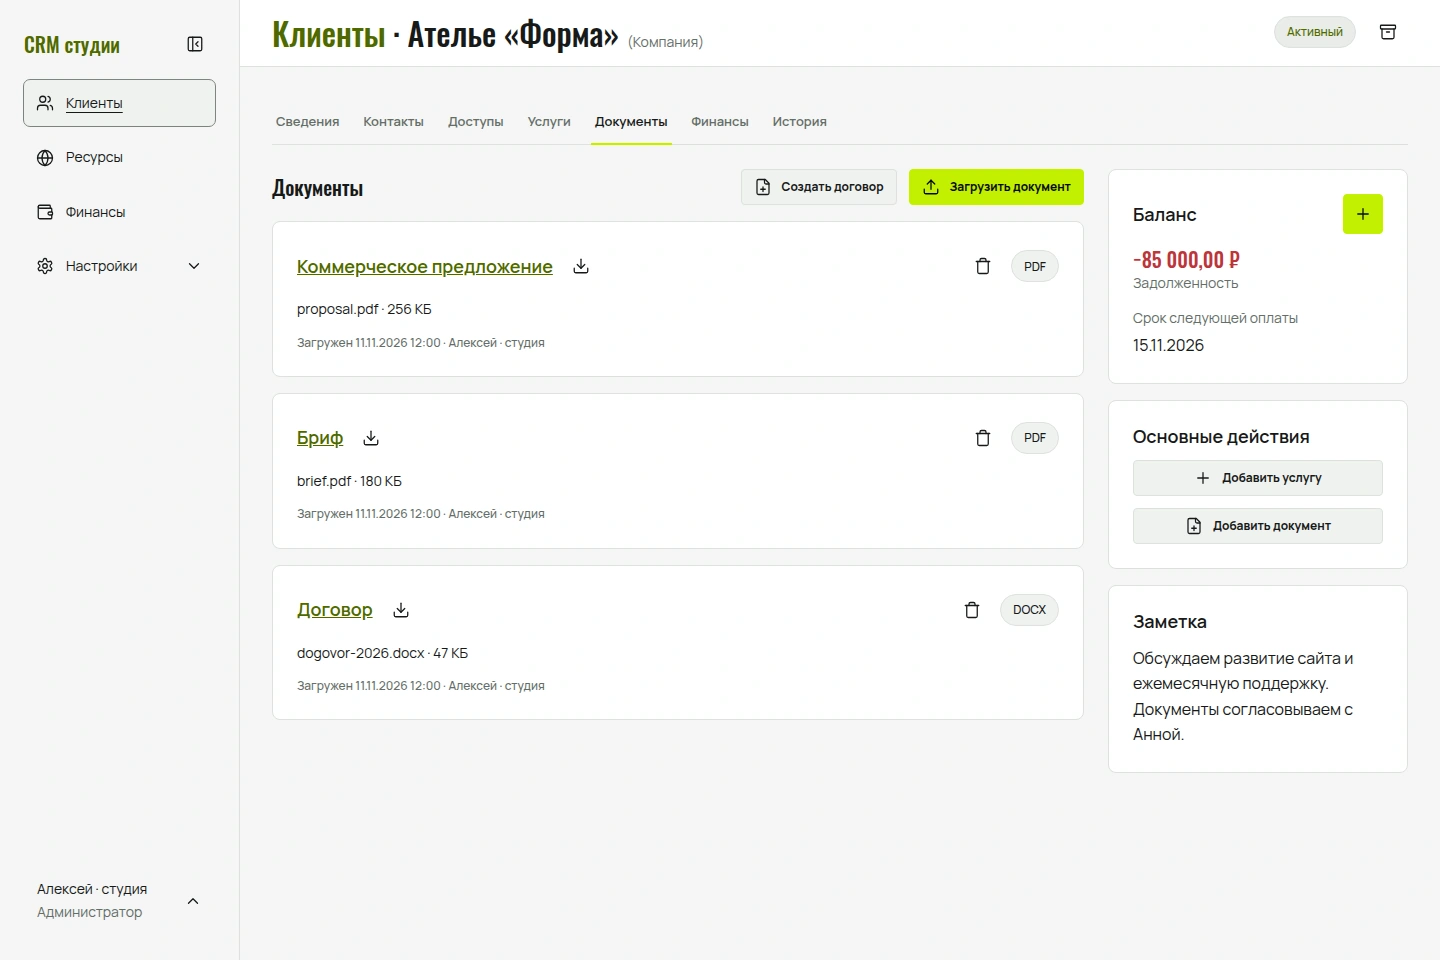 CRM студии
Клиенты
Ресурсы
Финансы
Настройки
Алексей · студия
Администратор
Клиенты · Ателье «Форма» (Компания)
Активный
Сведения Контакты Доступы Услуги Документы Финансы История
Документы
Создать договор
Загрузить документ
Коммерческое предложение
PDF
proposal.pdf · 256 КБ
Загружен 11.11.2026 12:00 · Алексей · студия
Бриф
PDF
brief.pdf · 180 КБ
Загружен 11.11.2026 12:00 · Алексей · студия
Договор
DOCX
dogovor-2026.docx · 47 КБ
Загружен 11.11.2026 12:00 · Алексей · студия
Баланс
-85 000,00 ₽
Задолженность
Срок следующей оплаты
15.11.2026
Основные действия
Добавить услугу
Добавить документ
Заметка
Обсуждаем развитие сайта и
ежемесячную поддержку.
Документы согласовываем с
Анной.